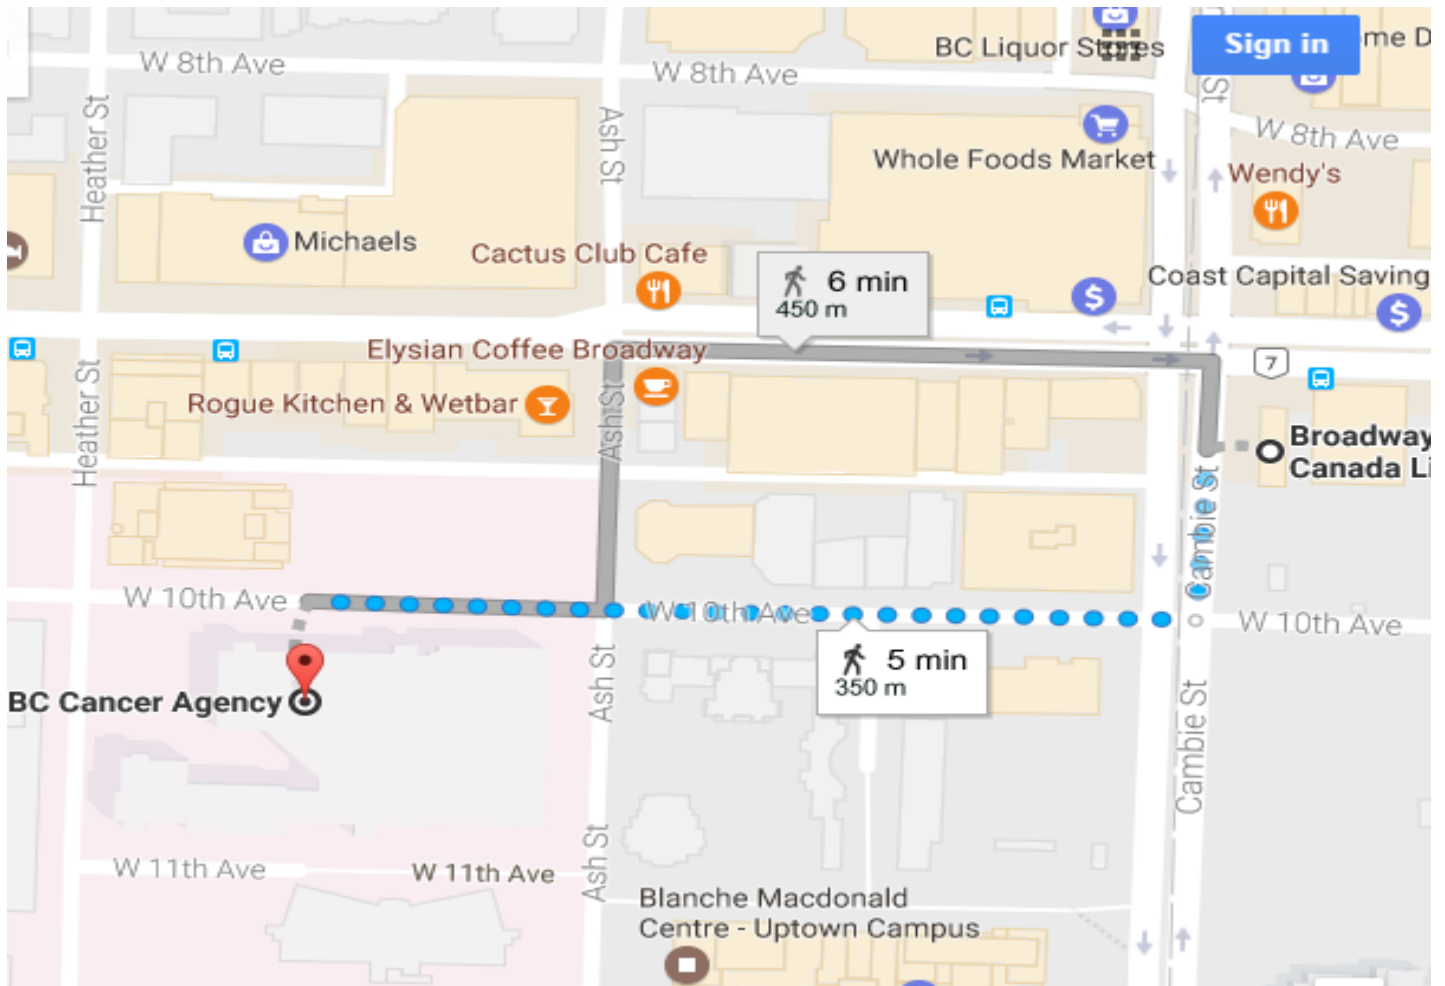 BC Liquor Stores
Sign in
ome D
W 8th Ave
W 8th Ave
St
W 8th Ave
Heather St
Ash St
Whole Foods Market
Wendy's
Michaels
Cactus Club Cafe
6 min
450 m
Coast Capital Saving
$
$
Elysian Coffee Broadway
7
Heather St
Rogue Kitchen & Wetbar
Ash St
Broadway
Canada Li
Cambie St
W 10th Ave
W 10th Ave
W 10th Ave
5 min
350 m
BC Cancer Agency
Ash St
Cambie St
W 11th Ave
W 11th Ave
Ash St
Blanche Macdonald
Centre - Uptown Campus